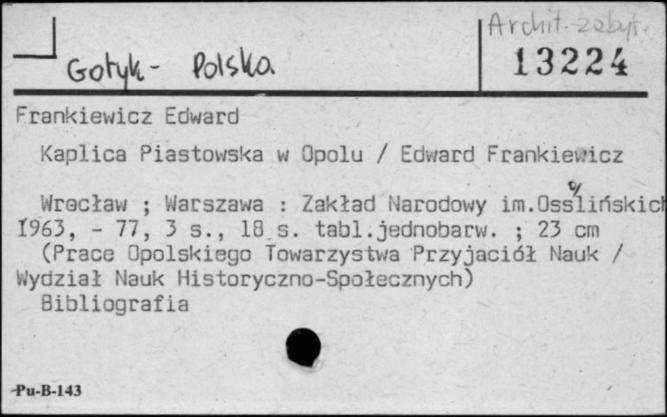 Archit. zabyt.
Gotyk - Polska
13224
Frankiewicz Edward
Kaplica Piastowska w Opolu / Edward Frankiewicz
Wrocław ; Warszawa : Zakład Narodowy im.Osslińskich
o/
1963, - 77, 3 s., 18 s. tabl.jednobarw. ; 23 cm
(Prace Opolskiego Towarzystwa Przyjaciół Nauk /
Wydział Nauk Historyczno-Społecznych)
Bibliografia
Pu-B-143